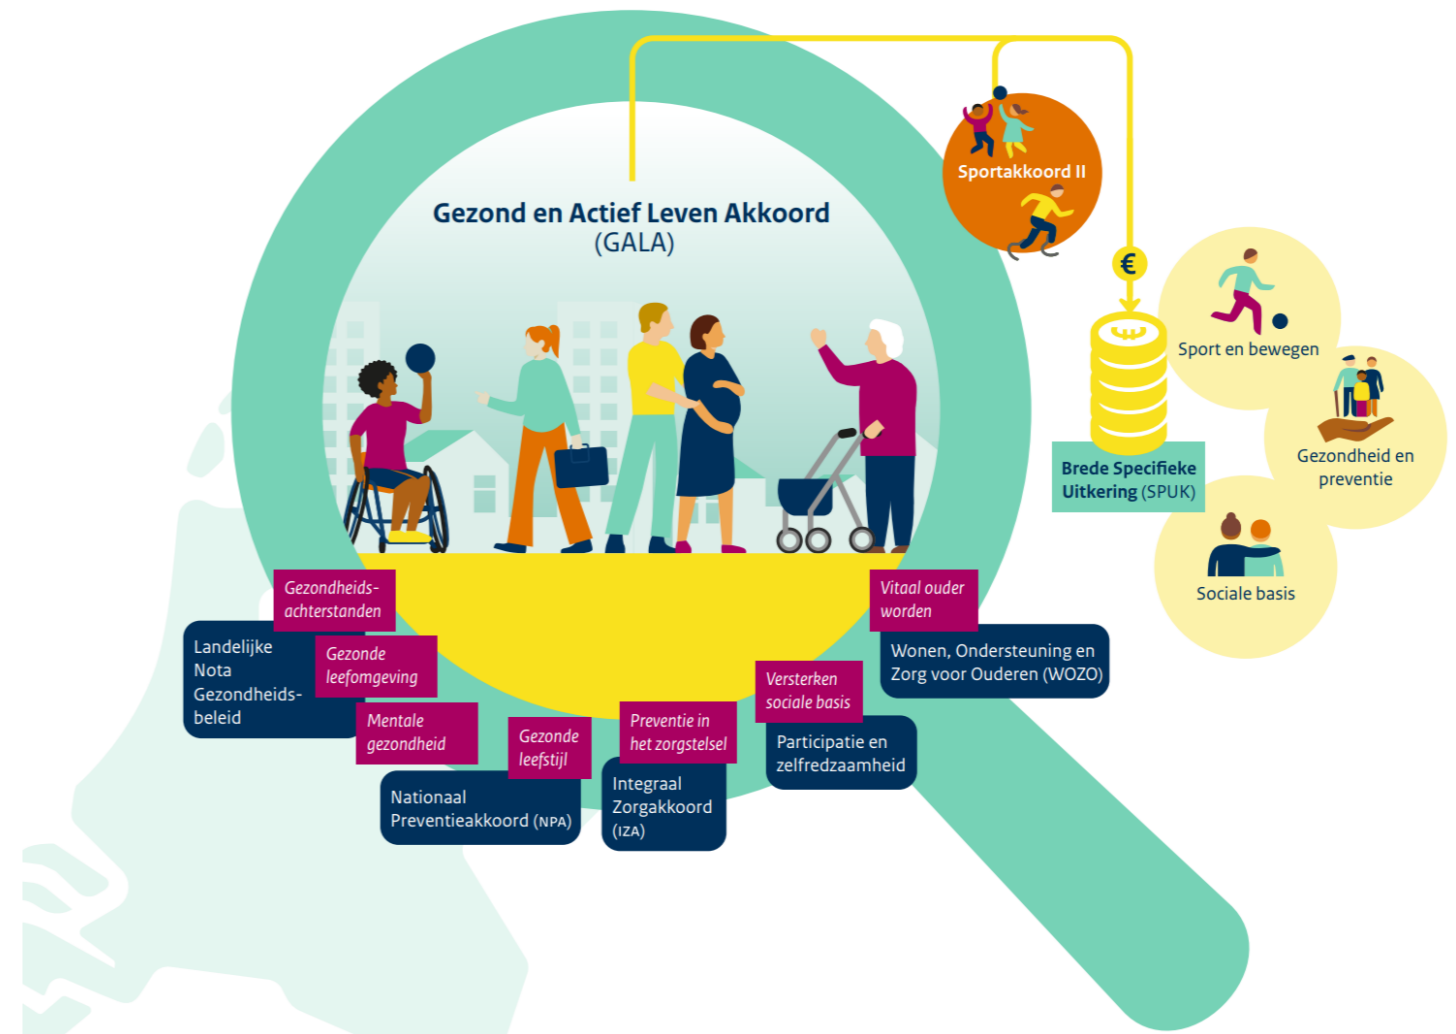 Gezond en Actief Leven Akkoord
(GALA)
Sportakkoord II
€
Sport en bewegen
Gezondheid en
preventie
Brede Specifieke
Uitkering (SPUK)
Sociale basis
Gezondheids-
achterstanden
Landelijke
Nota
Gezondheids-
beleid
Gezonde
leefomgeving
Mentale
gezondheid
Gezonde
leefstijl
Nationaal
Preventieakkoord (NPA)
Preventie in
het zorgstelsel
Integraal
Zorgakkoord
(IZA)
Versterken
sociale basis
Participatie en
zelfredzaamheid
Vitaal ouder
worden
Wonen, Ondersteuning en
Zorg voor Ouderen (WOZO)